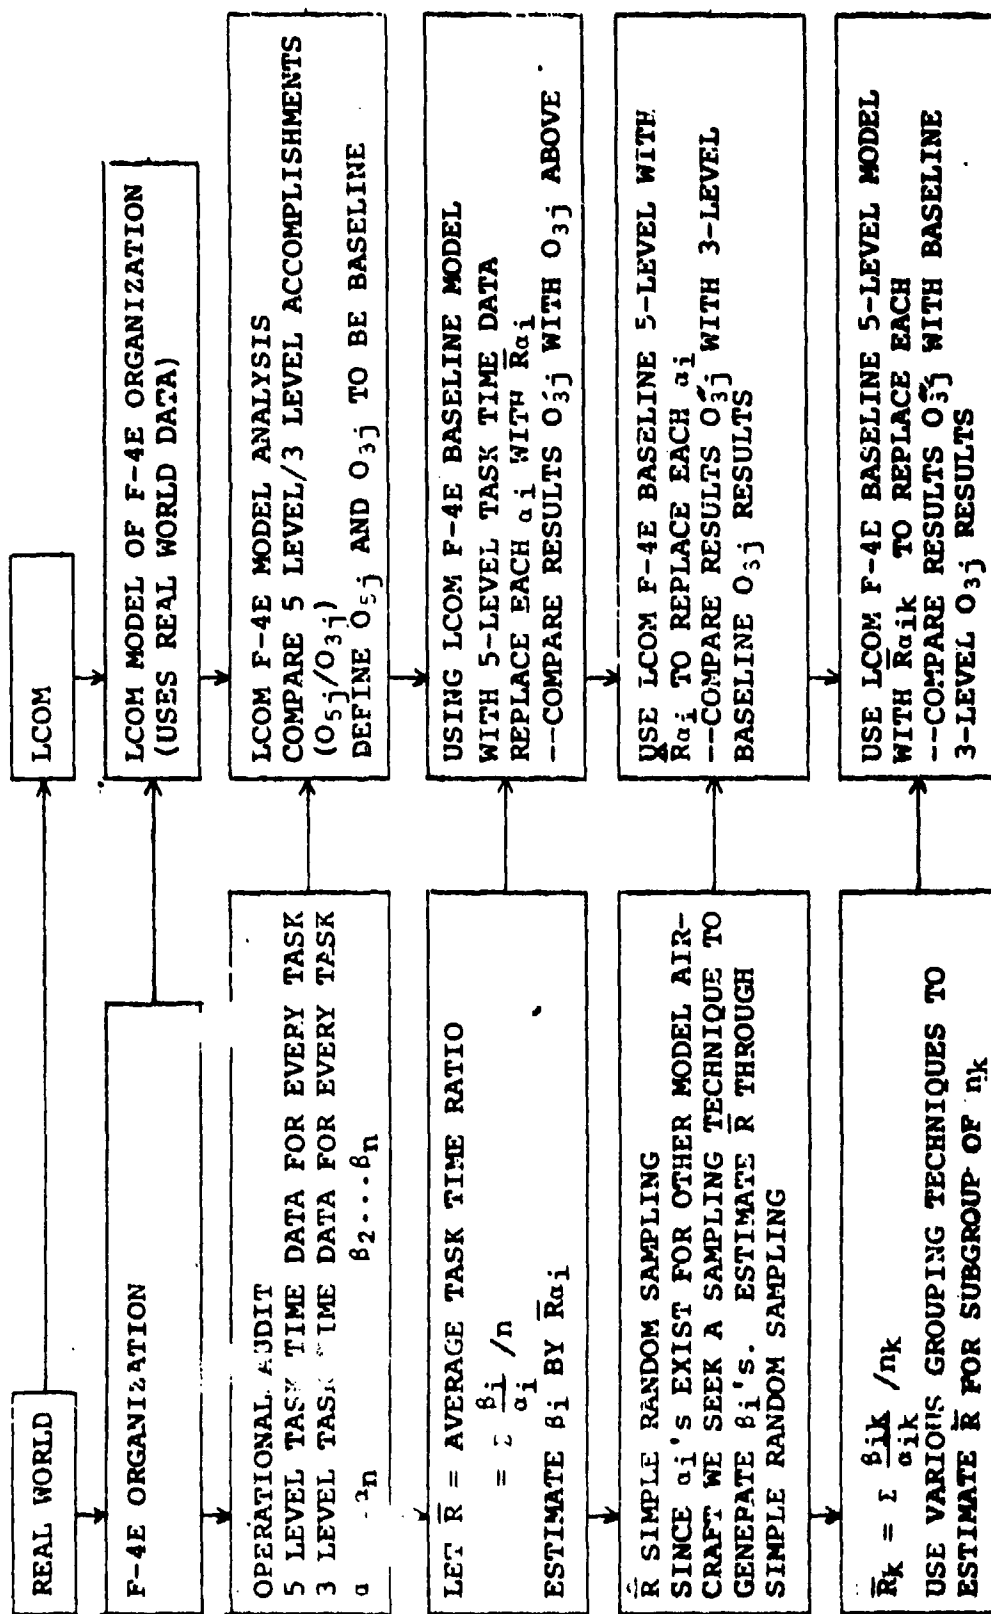 REAL WORLD
LCOM
F-4E ORGANIZATION
LCOM MODEL OF F-4E ORGANIZATION
(USES REAL WORLD DATA)
OPERATIONAL AUDIT
5 LEVEL TASK TIME DATA FOR EVERY TASK
3 LEVEL TASK TIME DATA FOR EVERY TASK
α αn β2...βn
LCOM F-4E MODEL ANALYSIS
COMPARE 5 LEVEL/3 LEVEL ACCOMPLISHMENTS
(O5j/O3j)
DEFINE O5j AND O3j TO BE BASELINE
LET R̅ = AVERAGE TASK TIME RATIO
= Σ βi/αi /n
ESTIMATE βi BY R̅αi
USING LCOM F-4E BASELINE MODEL
WITH 5-LEVEL TASK TIME DATA
REPLACE EACH αi WITH R̅αi
--COMPARE RESULTS O'3j WITH O3j ABOVE
R̂ SIMPLE RANDOM SAMPLING
SINCE αi's EXIST FOR OTHER MODEL AIR-
CRAFT WE SEEK A SAMPLING TECHNIQUE TO
GENERATE βi's. ESTIMATE R̅ THROUGH
SIMPLE RANDOM SAMPLING
USE LCOM F-4E BASELINE 5-LEVEL WITH
R̂αi TO REPLACE EACH αi
--COMPARE RESULTS O"3j WITH 3-LEVEL
BASELINE O3j RESULTS
R̅k = Σ βik/αik /nk
USE VARIOUS GROUPING TECHNIQUES TO
ESTIMATE R̅ FOR SUBGROUP OF nk
USE LCOM F-4E BASELINE 5-LEVEL MODEL
WITH R̅αik TO REPLACE EACH
--COMPARE RESULTS O3j WITH BASELINE
3-LEVEL O3j RESULTS